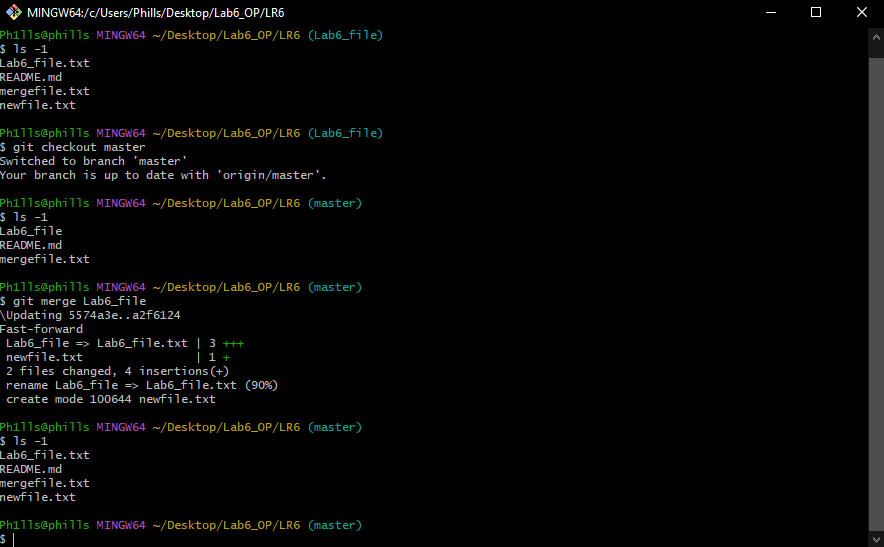 MINGW64:/c/Users/Phills/Desktop/Lab6_OP/LR6
Ph1lls@phills MINGW64 ~/Desktop/Lab6_OP/LR6 (Lab6_file)
$ ls -1
Lab6_file.txt
README.md
mergefile.txt
newfile.txt
Ph1lls@phills MINGW64 ~/Desktop/Lab6_OP/LR6 (Lab6_file)
$ git checkout master
Switched to branch 'master'
Your branch is up to date with 'origin/master'.
Ph1lls@phills MINGW64 ~/Desktop/Lab6_OP/LR6 (master)
$ ls -1
Lab6_file
README.md
mergefile.txt
Ph1lls@phills MINGW64 ~/Desktop/Lab6_OP/LR6 (master)
$ git merge Lab6_file
\Updating 5574a3e..a2f6124
Fast-forward
 Lab6_file => Lab6_file.txt | 3 +++
 newfile.txt                | 1 +
 2 files changed, 4 insertions(+)
 rename Lab6_file => Lab6_file.txt (90%)
 create mode 100644 newfile.txt
Ph1lls@phills MINGW64 ~/Desktop/Lab6_OP/LR6 (master)
$ ls -1
Lab6_file.txt
README.md
mergefile.txt
newfile.txt
Ph1lls@phills MINGW64 ~/Desktop/Lab6_OP/LR6 (master)
$